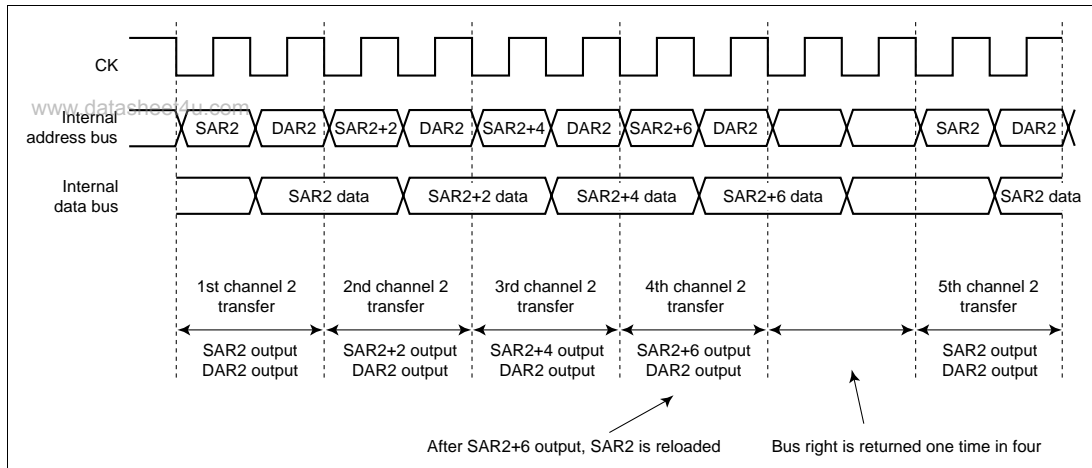 CK
www.datasheet4u.com
Internal
address bus
SAR2 DAR2 SAR2+2 DAR2 SAR2+4 DAR2 SAR2+6 DAR2 SAR2 DAR2
Internal
data bus
SAR2 data SAR2+2 data SAR2+4 data SAR2+6 data SAR2 data
1st channel 2
transfer
2nd channel 2
transfer
3rd channel 2
transfer
4th channel 2
transfer
5th channel 2
transfer
SAR2 output
DAR2 output
SAR2+2 output
DAR2 output
SAR2+4 output
DAR2 output
SAR2+6 output
DAR2 output
SAR2 output
DAR2 output
After SAR2+6 output, SAR2 is reloaded
Bus right is returned one time in four